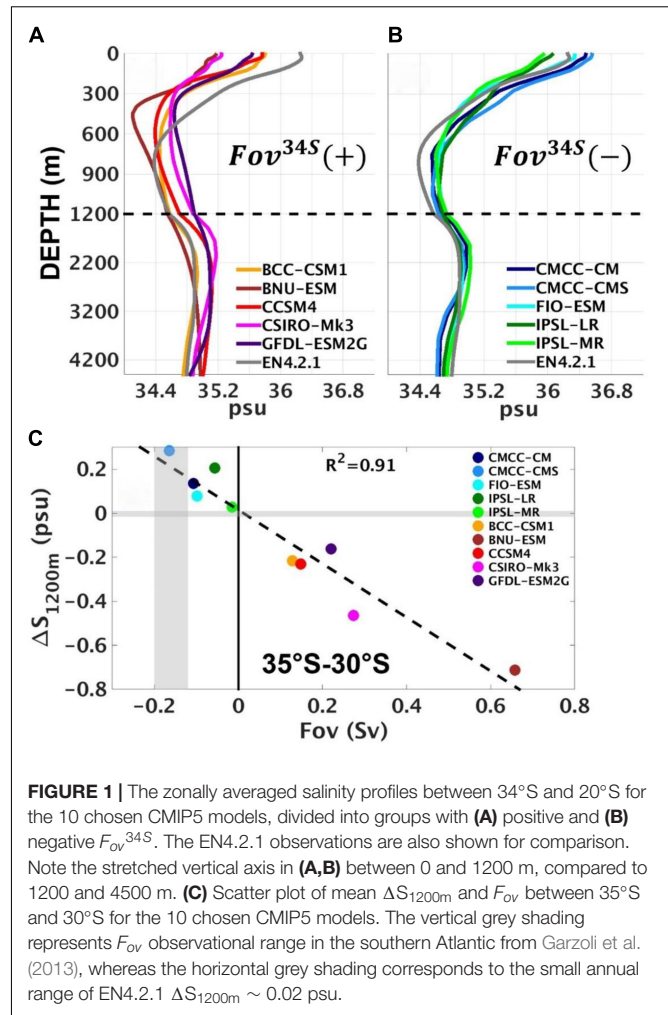 A
B
0
300
600
900
1200
2200
3200
4200
DEPTH (m)
Fov³⁴ˢ(+)
Fov³⁴ˢ(−)
BCC-CSM1
BNU-ESM
CCSM4
CSIRO-Mk3
GFDL-ESM2G
EN4.2.1
CMCC-CM
CMCC-CMS
FIO-ESM
IPSL-LR
IPSL-MR
EN4.2.1
34.4 35.2 36 36.8
34.4 35.2 36 36.8
psu
psu
C
R²=0.91
CMCC-CM
CMCC-CMS
FIO-ESM
IPSL-LR
IPSL-MR
BCC-CSM1
BNU-ESM
CCSM4
CSIRO-Mk3
GFDL-ESM2G
0.2
0
-0.2
-0.4
-0.6
-0.8
ΔS1200m (psu)
35°S-30°S
-0.2 0 0.2 0.4 0.6 0.8
Fov (Sv)
FIGURE 1 | The zonally averaged salinity profiles between 34°S and 20°S for
the 10 chosen CMIP5 models, divided into groups with (A) positive and (B)
negative Fov³⁴ˢ. The EN4.2.1 observations are also shown for comparison.
Note the stretched vertical axis in (A,B) between 0 and 1200 m, compared to
1200 and 4500 m. (C) Scatter plot of mean ΔS1200m and Fov between 35°S
and 30°S for the 10 chosen CMIP5 models. The vertical grey shading
represents Fov observational range in the southern Atlantic from Garzoli et al.
(2013), whereas the horizontal grey shading corresponds to the small annual
range of EN4.2.1 ΔS1200m ∼ 0.02 psu.